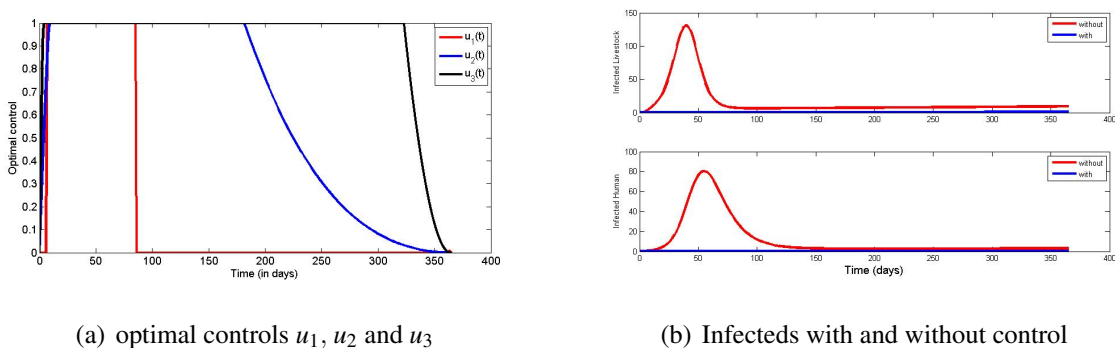 1
0.9
0.8
0.7
0.6
0.5
0.4
0.3
0.2
0.1
0
Optimal control
u1(t)
u2(t)
u3(t)
0 50 100 150 200 250 300 350 400
Time (in days)
150
100
50
0
Infected Livestock
without
with
0 50 100 150 200 250 300 350 400
100
80
60
40
20
0
Infected Human
without
with
0 50 100 150 200 250 300 350 400
Time (days)
(a) optimal controls u1, u2 and u3
(b) Infecteds with and without control